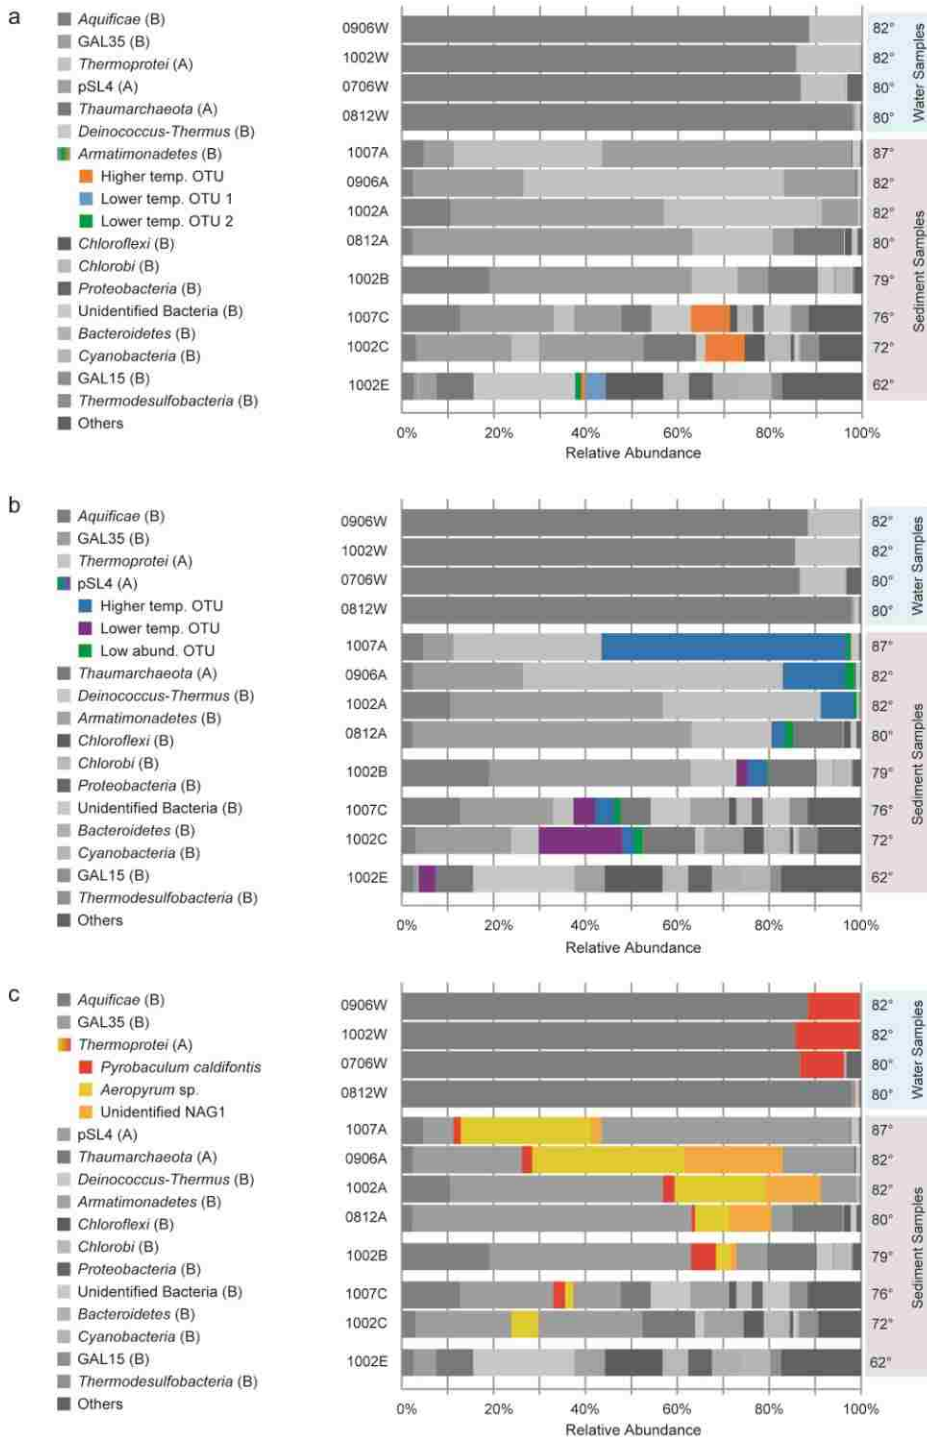 a
Aquificae (B)
GAL35 (B)
Thermoprotei (A)
pSL4 (A)
Thaumarchaeota (A)
Deinococcus-Thermus (B)
Armatimonadetes (B)
Higher temp. OTU
Lower temp. OTU 1
Lower temp. OTU 2
Chloroflexi (B)
Chlorobi (B)
Proteobacteria (B)
Unidentified Bacteria (B)
Bacteroidetes (B)
Cyanobacteria (B)
GAL15 (B)
Thermodesulfobacteria (B)
Others
0906W 82°
1002W 82°
0706W 80°
0812W 80°
1007A 87°
0906A 82°
1002A 82°
0812A 80°
1002B 79°
1007C 76°
1002C 72°
1002E 62°
Water Samples
Sediment Samples
0% 20% 40% 60% 80% 100%
Relative Abundance
b
Aquificae (B)
GAL35 (B)
Thermoprotei (A)
pSL4 (A)
Higher temp. OTU
Lower temp. OTU
Low abund. OTU
Thaumarchaeota (A)
Deinococcus-Thermus (B)
Armatimonadetes (B)
Chloroflexi (B)
Chlorobi (B)
Proteobacteria (B)
Unidentified Bacteria (B)
Bacteroidetes (B)
Cyanobacteria (B)
GAL15 (B)
Thermodesulfobacteria (B)
Others
0906W 82°
1002W 82°
0706W 80°
0812W 80°
1007A 87°
0906A 82°
1002A 82°
0812A 80°
1002B 79°
1007C 76°
1002C 72°
1002E 62°
Water Samples
Sediment Samples
0% 20% 40% 60% 80% 100%
Relative Abundance
c
Aquificae (B)
GAL35 (B)
Thermoprotei (A)
Pyrobaculum caldifontis
Aeropyrum sp.
Unidentified NAG1
pSL4 (A)
Thaumarchaeota (A)
Deinococcus-Thermus (B)
Armatimonadetes (B)
Chloroflexi (B)
Chlorobi (B)
Proteobacteria (B)
Unidentified Bacteria (B)
Bacteroidetes (B)
Cyanobacteria (B)
GAL15 (B)
Thermodesulfobacteria (B)
Others
0906W 82°
1002W 82°
0706W 80°
0812W 80°
1007A 87°
0906A 82°
1002A 82°
0812A 80°
1002B 79°
1007C 76°
1002C 72°
1002E 62°
Water Samples
Sediment Samples
0% 20% 40% 60% 80% 100%
Relative Abundance